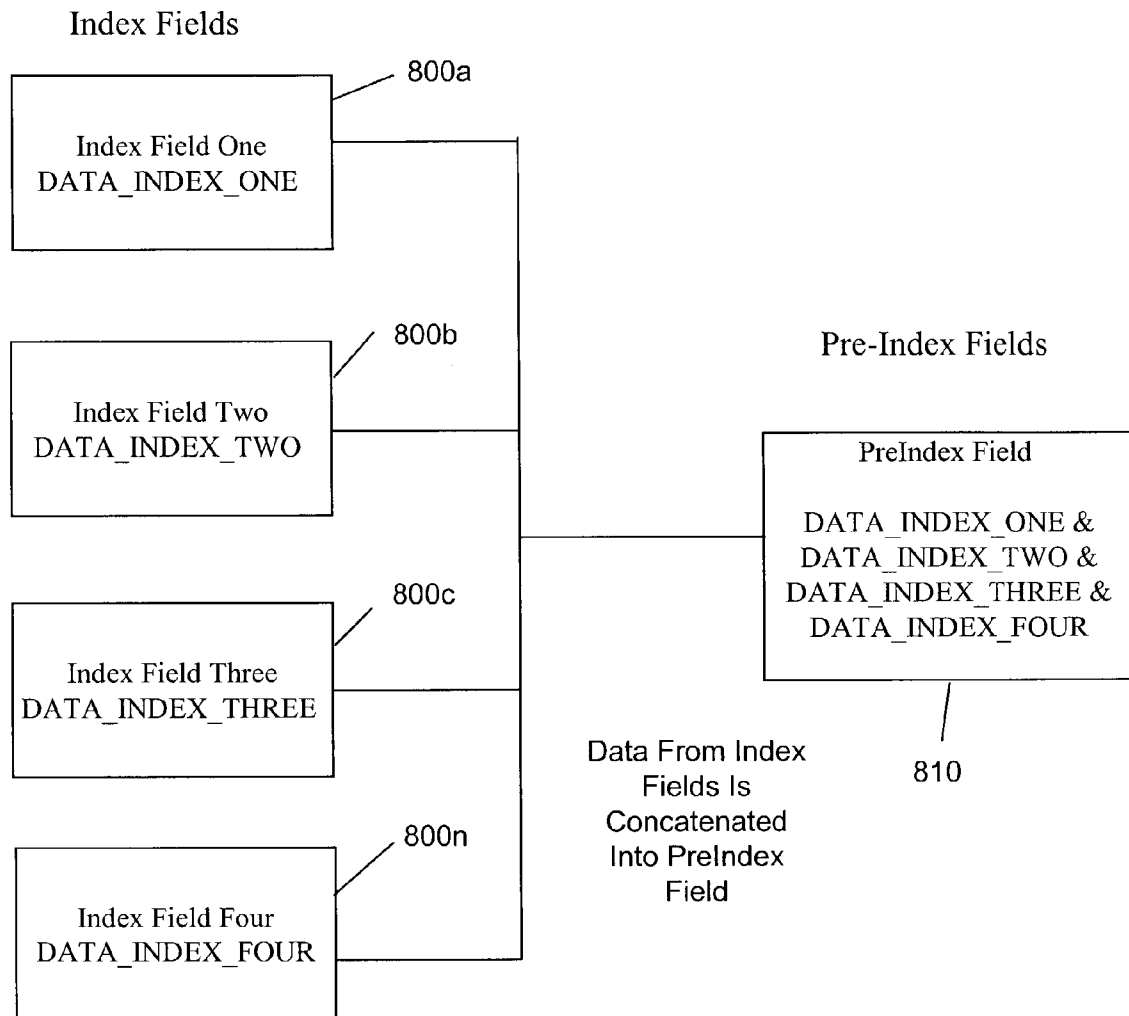 Index Fields
800a
Index Field One
DATA_INDEX_ONE
800b
Index Field Two
DATA_INDEX_TWO
800c
Index Field Three
DATA_INDEX_THREE
800n
Index Field Four
DATA_INDEX_FOUR
Pre-Index Fields
PreIndex Field
DATA_INDEX_ONE &
DATA_INDEX_TWO &
DATA_INDEX_THREE &
DATA_INDEX_FOUR
810
Data From Index
Fields Is
Concatenated
Into PreIndex
Field